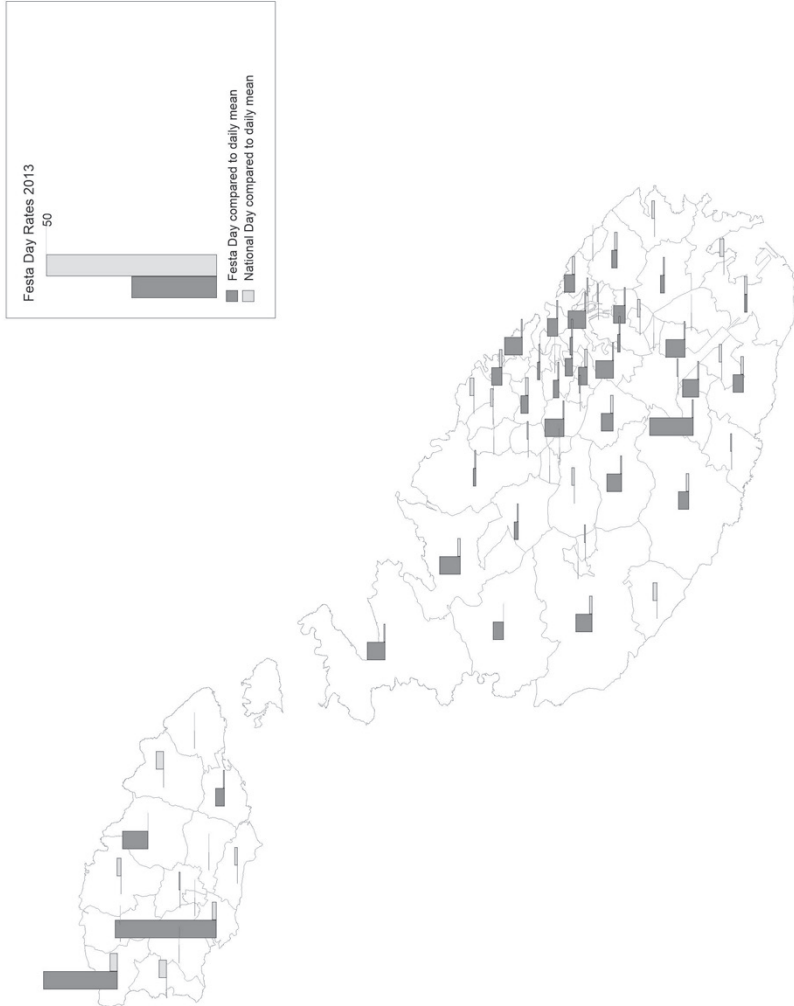 Festa Day Rates 2013
50
Festa Day compared to daily mean
National Day compared to daily mean